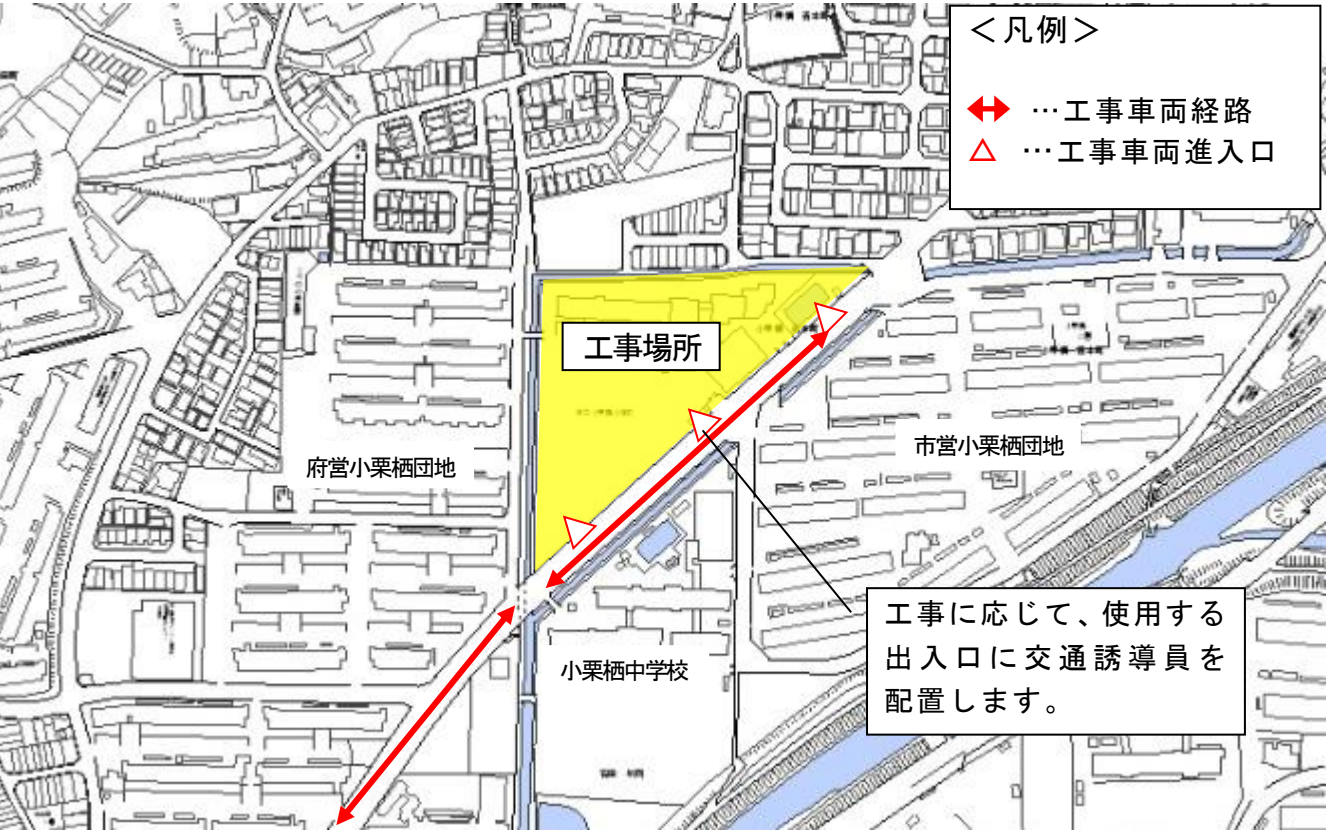 <凡例>
…工事車両経路
△ …工事車両進入口
工事場所
府営小栗栖団地
市営小栗栖団地
小栗栖中学校
工事に応じて、使用する
出入口に交通誘導員を
配置します。